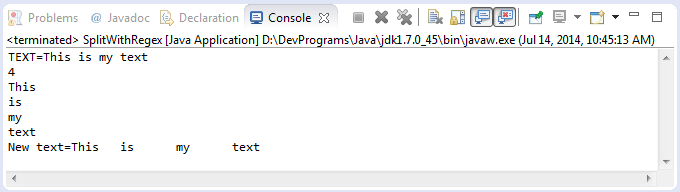 Problems @ Javadoc Declaration Console
<terminated> SplitWithRegex [Java Application] D:\DevPrograms\Java\jdk1.7.0_45\bin\javaw.exe (Jul 14, 2014, 10:45:13 AM)
TEXT=This is my text
4
This
is
my
text
New text=This	is	my	text